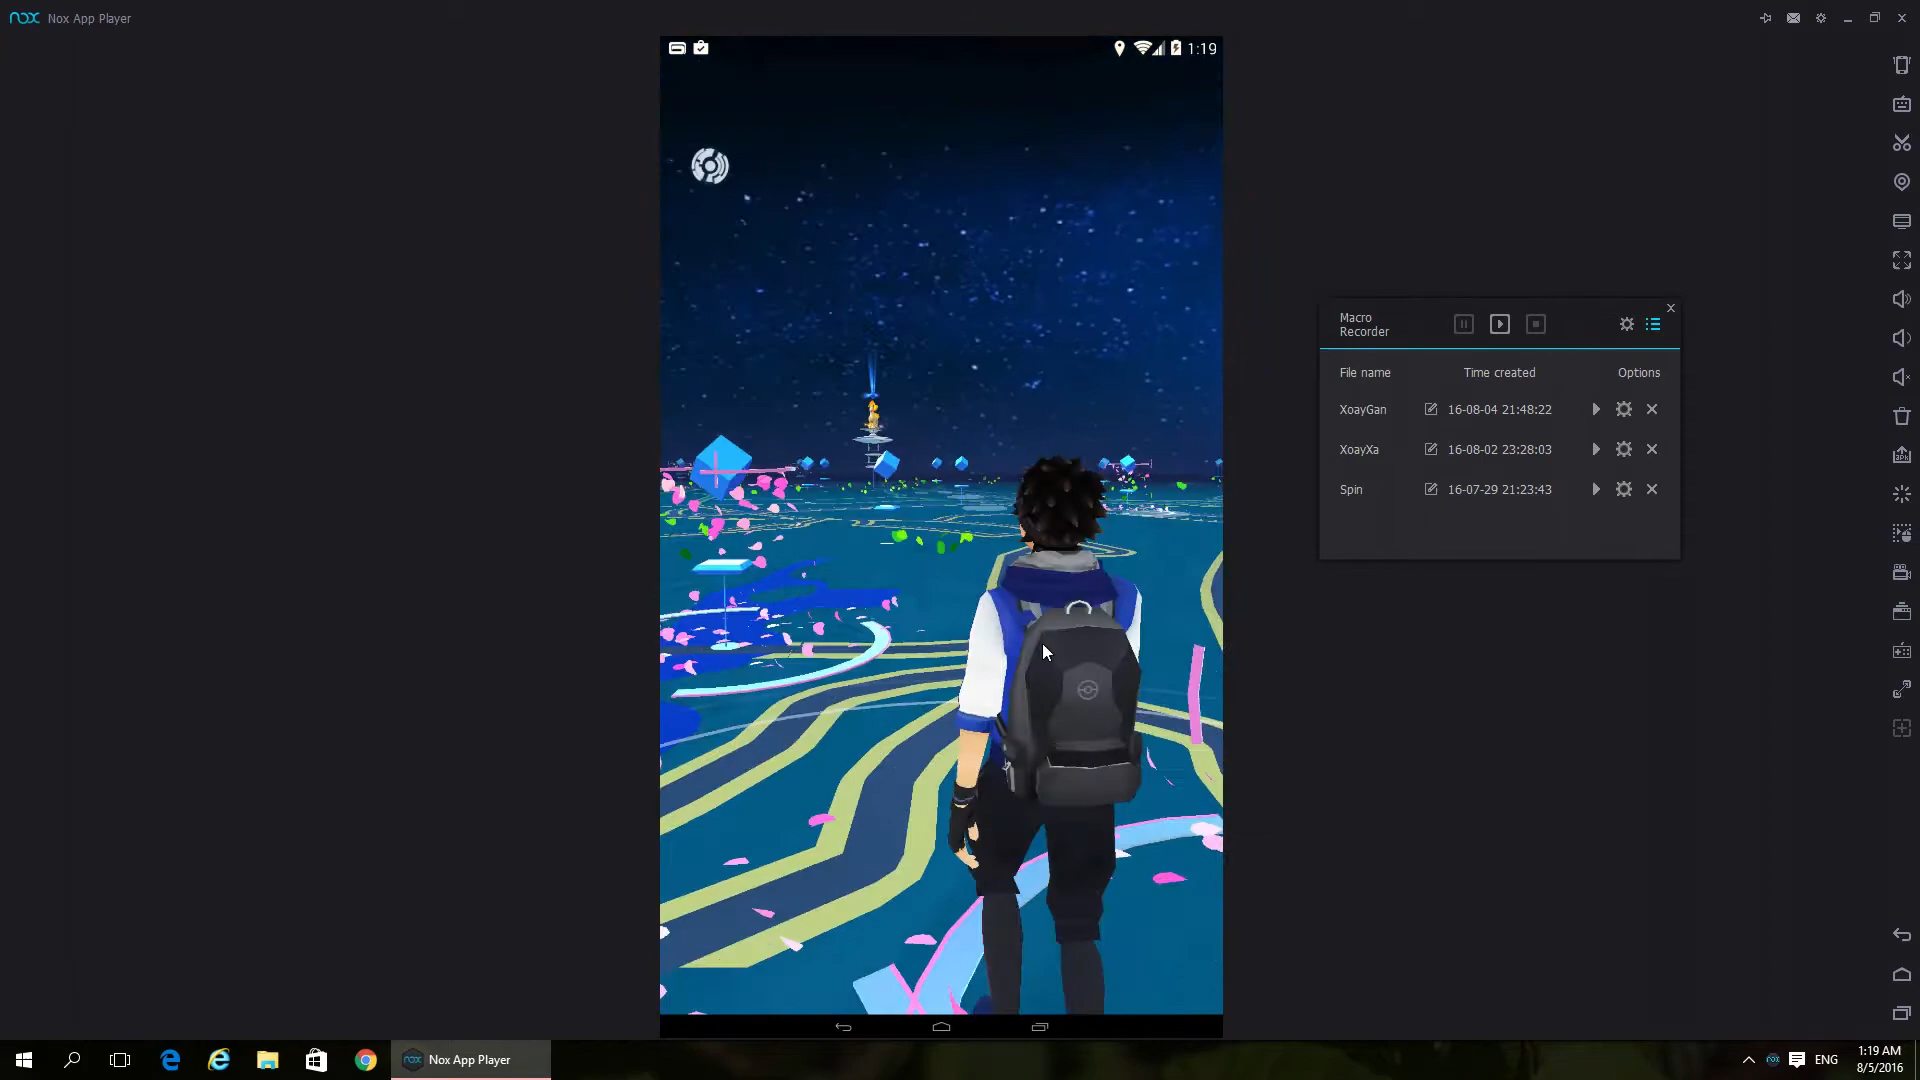 nox Nox App Player
1:19
Macro
Recorder
File name Time created Options
XoayGan 16-08-04 21:48:22
XoayXa 16-08-02 23:28:03
Spin 16-07-29 21:23:43
nox Nox App Player
ENG
1:19 AM
8/5/2016